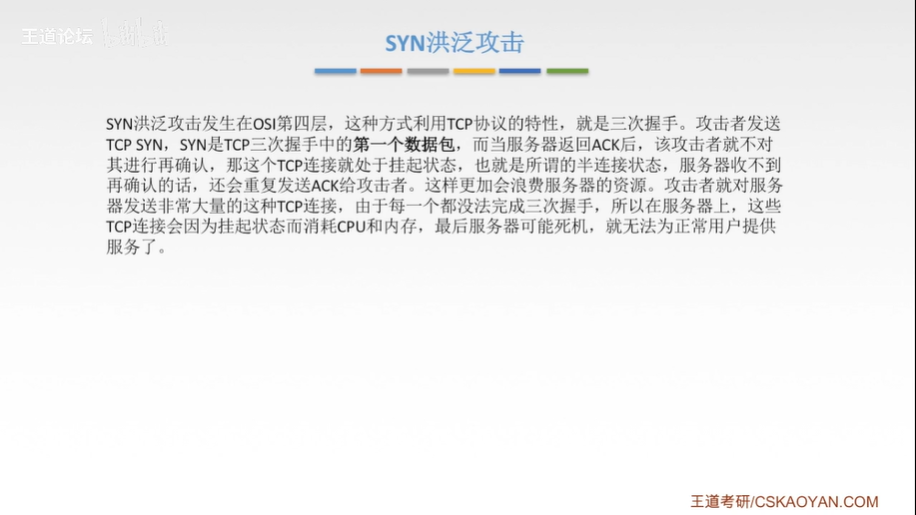 王道论坛
SYN洪泛攻击
SYN洪泛攻击发生在OSI第四层，这种方式利用TCP协议的特性，就是三次握手。攻击者发送
TCP SYN，SYN是TCP三次握手中的第一个数据包，而当服务器返回ACK后，该攻击者就不对
其进行再确认，那这个TCP连接就处于挂起状态，也就是所谓的半连接状态，服务器收不到
再确认的话，还会重复发送ACK给攻击者。这样更加会浪费服务器的资源。攻击者就对服务
器发送非常大量的这种TCP连接，由于每一个都没法完成三次握手，所以在服务器上，这些
TCP连接会因为挂起状态而消耗CPU和内存，最后服务器可能死机，就无法为正常用户提供
服务了。
王道考研/CSKAOYAN.COM